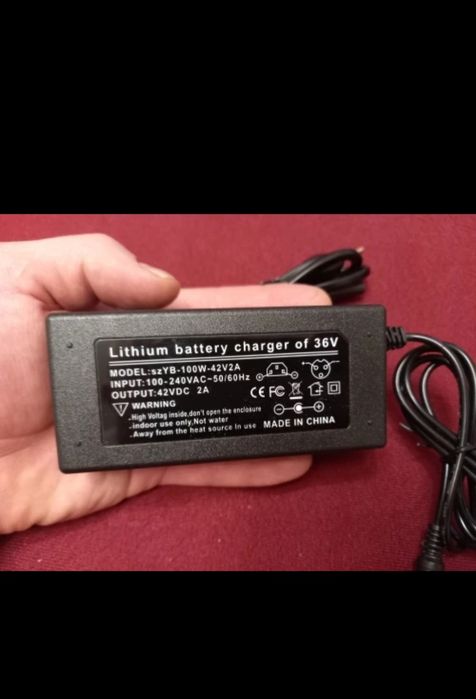 Lithium battery charger of 36V
MODEL:szYB-100W-42V2A
INPUT:100-240VAC~50/60Hz
OUTPUT:42VDC 2A
CE FC
WARNING
.High Voltag inside,don't open the enclosure
.indoor use only,Not water
.Away from the heat source in use
MADE IN CHINA